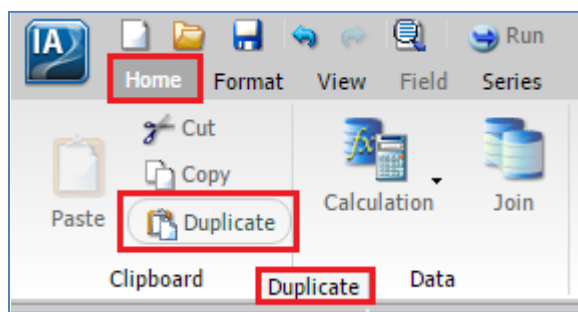 IA
Run
Home Format View Field Series
Cut
Copy
Paste
Duplicate
Calculation
Join
Clipboard
Duplicate
Data